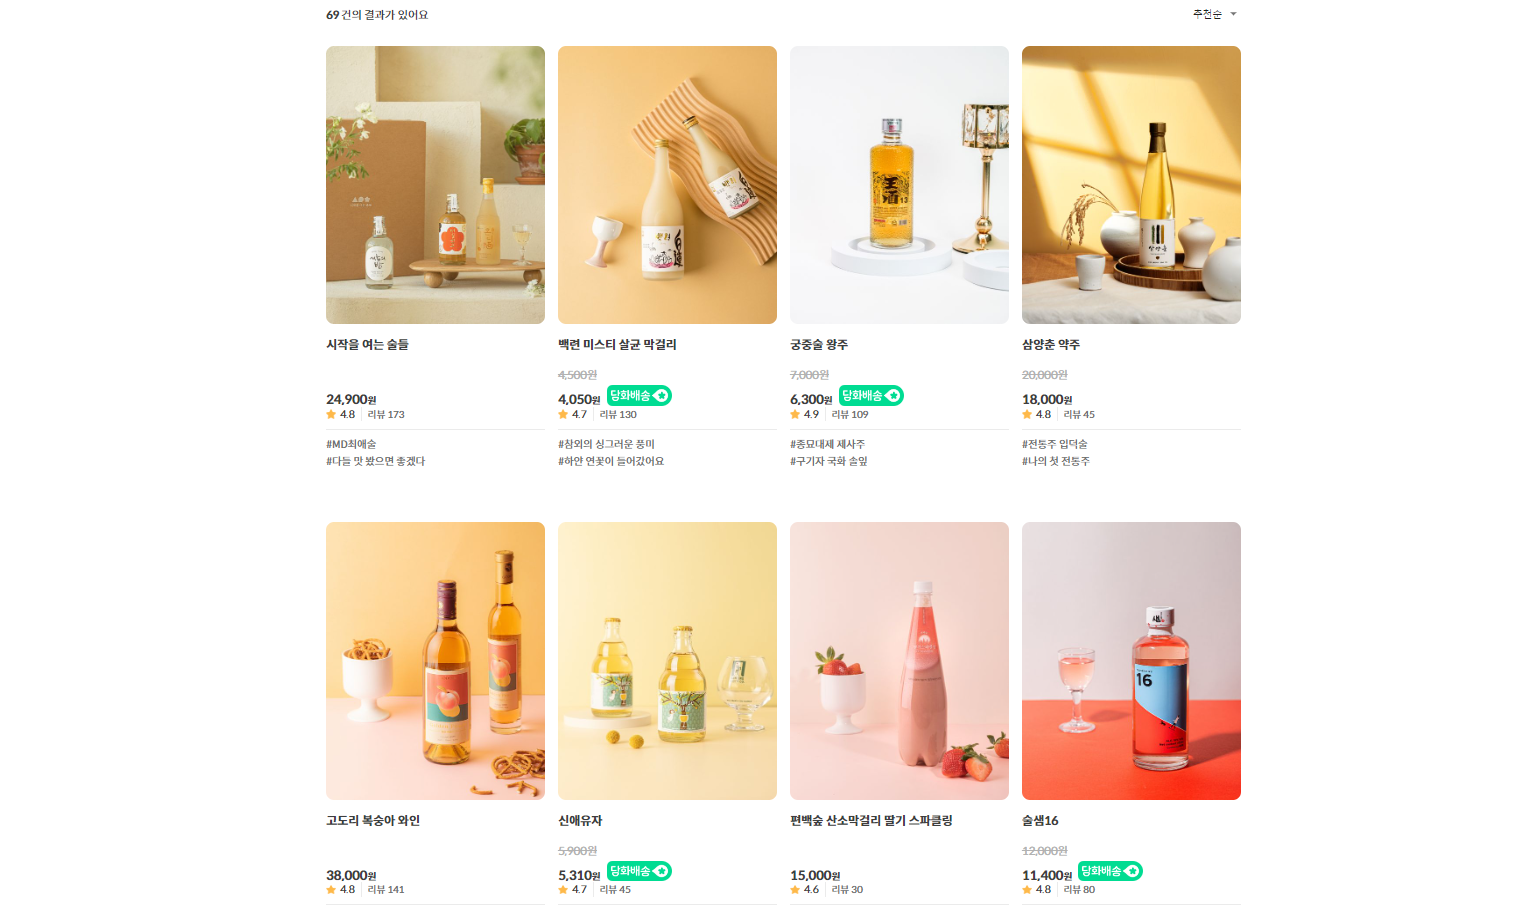 69 건의 결과가 있어요
추천순
시작을 여는 술들
24,900원
4.8 리뷰 173
#MD최애술
#다들 맛 봤으면 좋겠다
백련 미스티 살균 막걸리
4,500원
4,050원 당화배송
4.7 리뷰 130
#참외의 싱그러운 풍미
#하얀 연꽃이 들어갔어요
王酒
13
궁중술 왕주
7,000원
6,300원 당화배송
4.9 리뷰 109
#종묘대제 제사주
#구기자 국화 솔잎
삼양춘 약주
20,000원
18,000원
4.8 리뷰 45
#전통주 입덕술
#나의 첫 전통주
고도리 복숭아 와인
38,000원
4.8 리뷰 141
신애유자
5,900원
5,310원 당화배송
4.7 리뷰 45
편백숲 산소막걸리 딸기 스파클링
15,000원
4.6 리뷰 30
16
술샘16
12,000원
11,400원 당화배송
4.8 리뷰 80